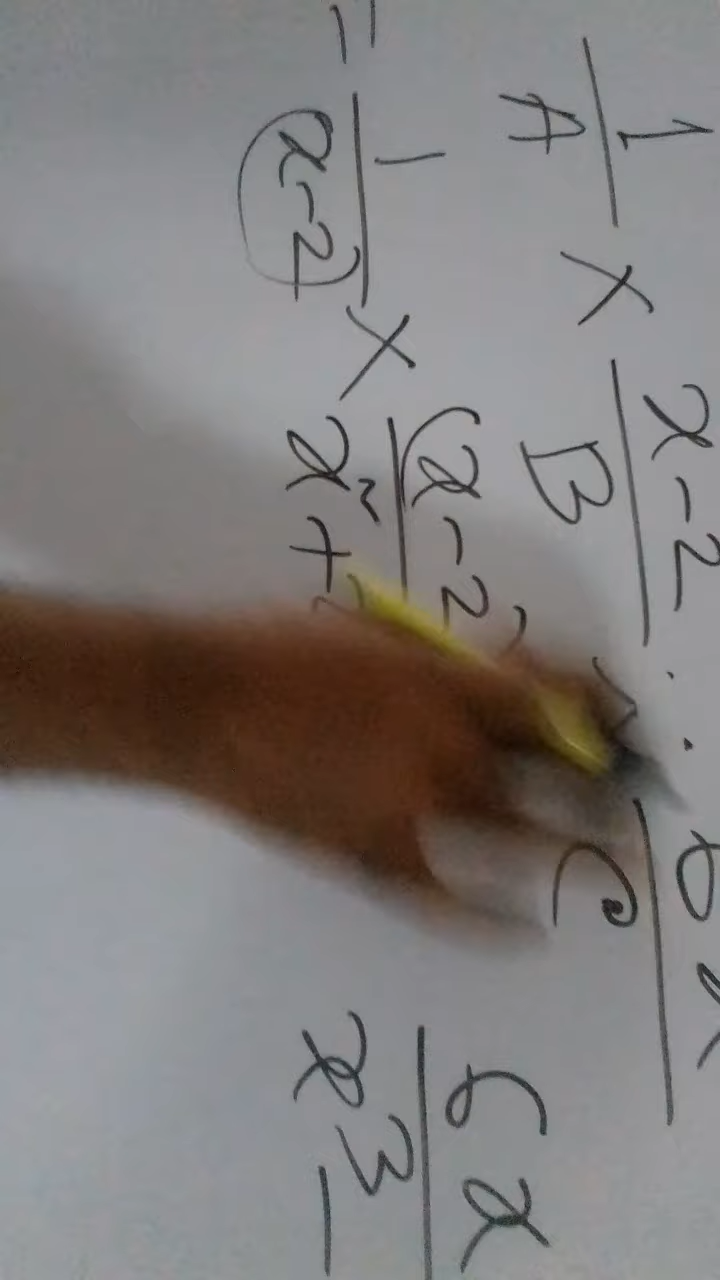 1/A × x-2/B ÷ 6x/C
= 1/(x-2) × (x-2)/x²+ 6x/x³-